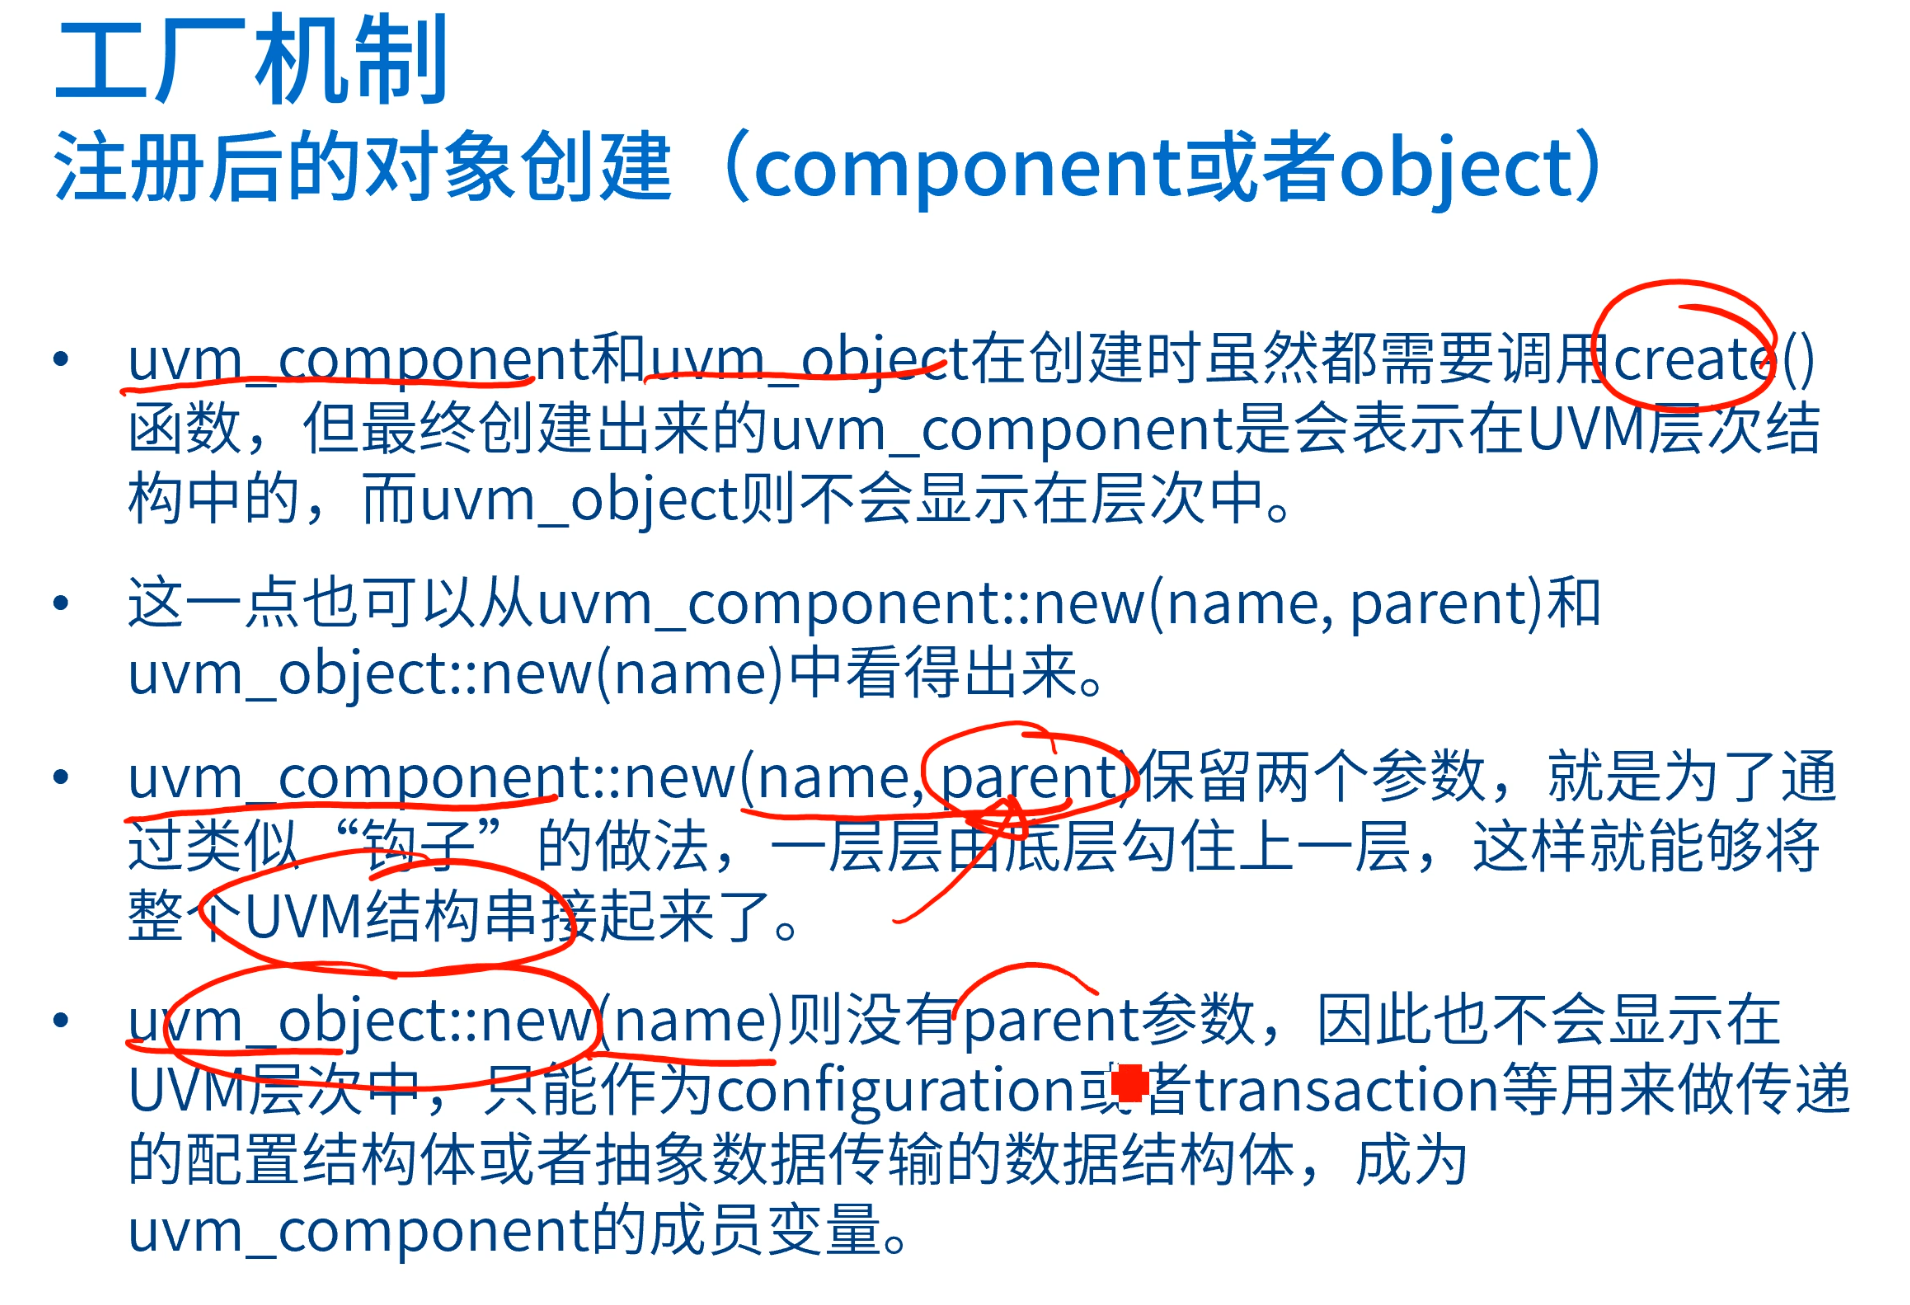 工厂机制
注册后的对象创建（component或者object）
• uvm_component和uvm_object在创建时虽然都需要调用create()
函数，但最终创建出来的uvm_component是会表示在UVM层次结
构中的，而uvm_object则不会显示在层次中。
• 这一点也可以从uvm_component::new(name, parent)和
uvm_object::new(name)中看得出来。
• uvm_component::new(name, parent)保留两个参数，就是为了通
过类似“钩子”的做法，一层层由底层勾住上一层，这样就能够将
整个UVM结构串接起来了。
• uvm_object::new(name)则没有parent参数，因此也不会显示在
UVM层次中，只能作为configuration或者transaction等用来做传递
的配置结构体或者抽象数据传输的数据结构体，成为
uvm_component的成员变量。